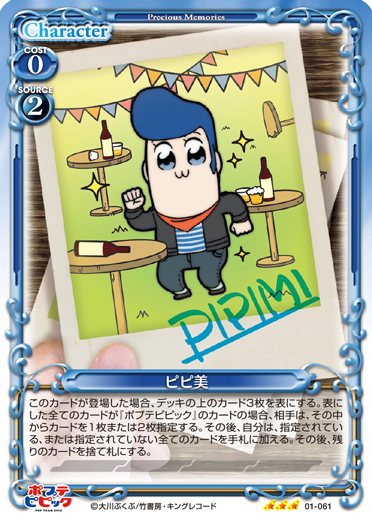 Precious Memories
Character
COST
0
SOURCE
2
PIPIMI
ピピ美
このカードが登場した場合、デッキの上のカード3枚を表にする。表に
した全てのカードが『ポプテピピック』のカードの場合、相手は、その中
からカードを1枚または2枚指定する。その後、自分は、指定されてい
る、または指定されていない全てのカードを手札に加える。その後、残
りのカードを捨て札にする。
ポプテ
ピピック
POP TEAM EPIC
©大川ぶくぶ/竹書房・キングレコード
01-061